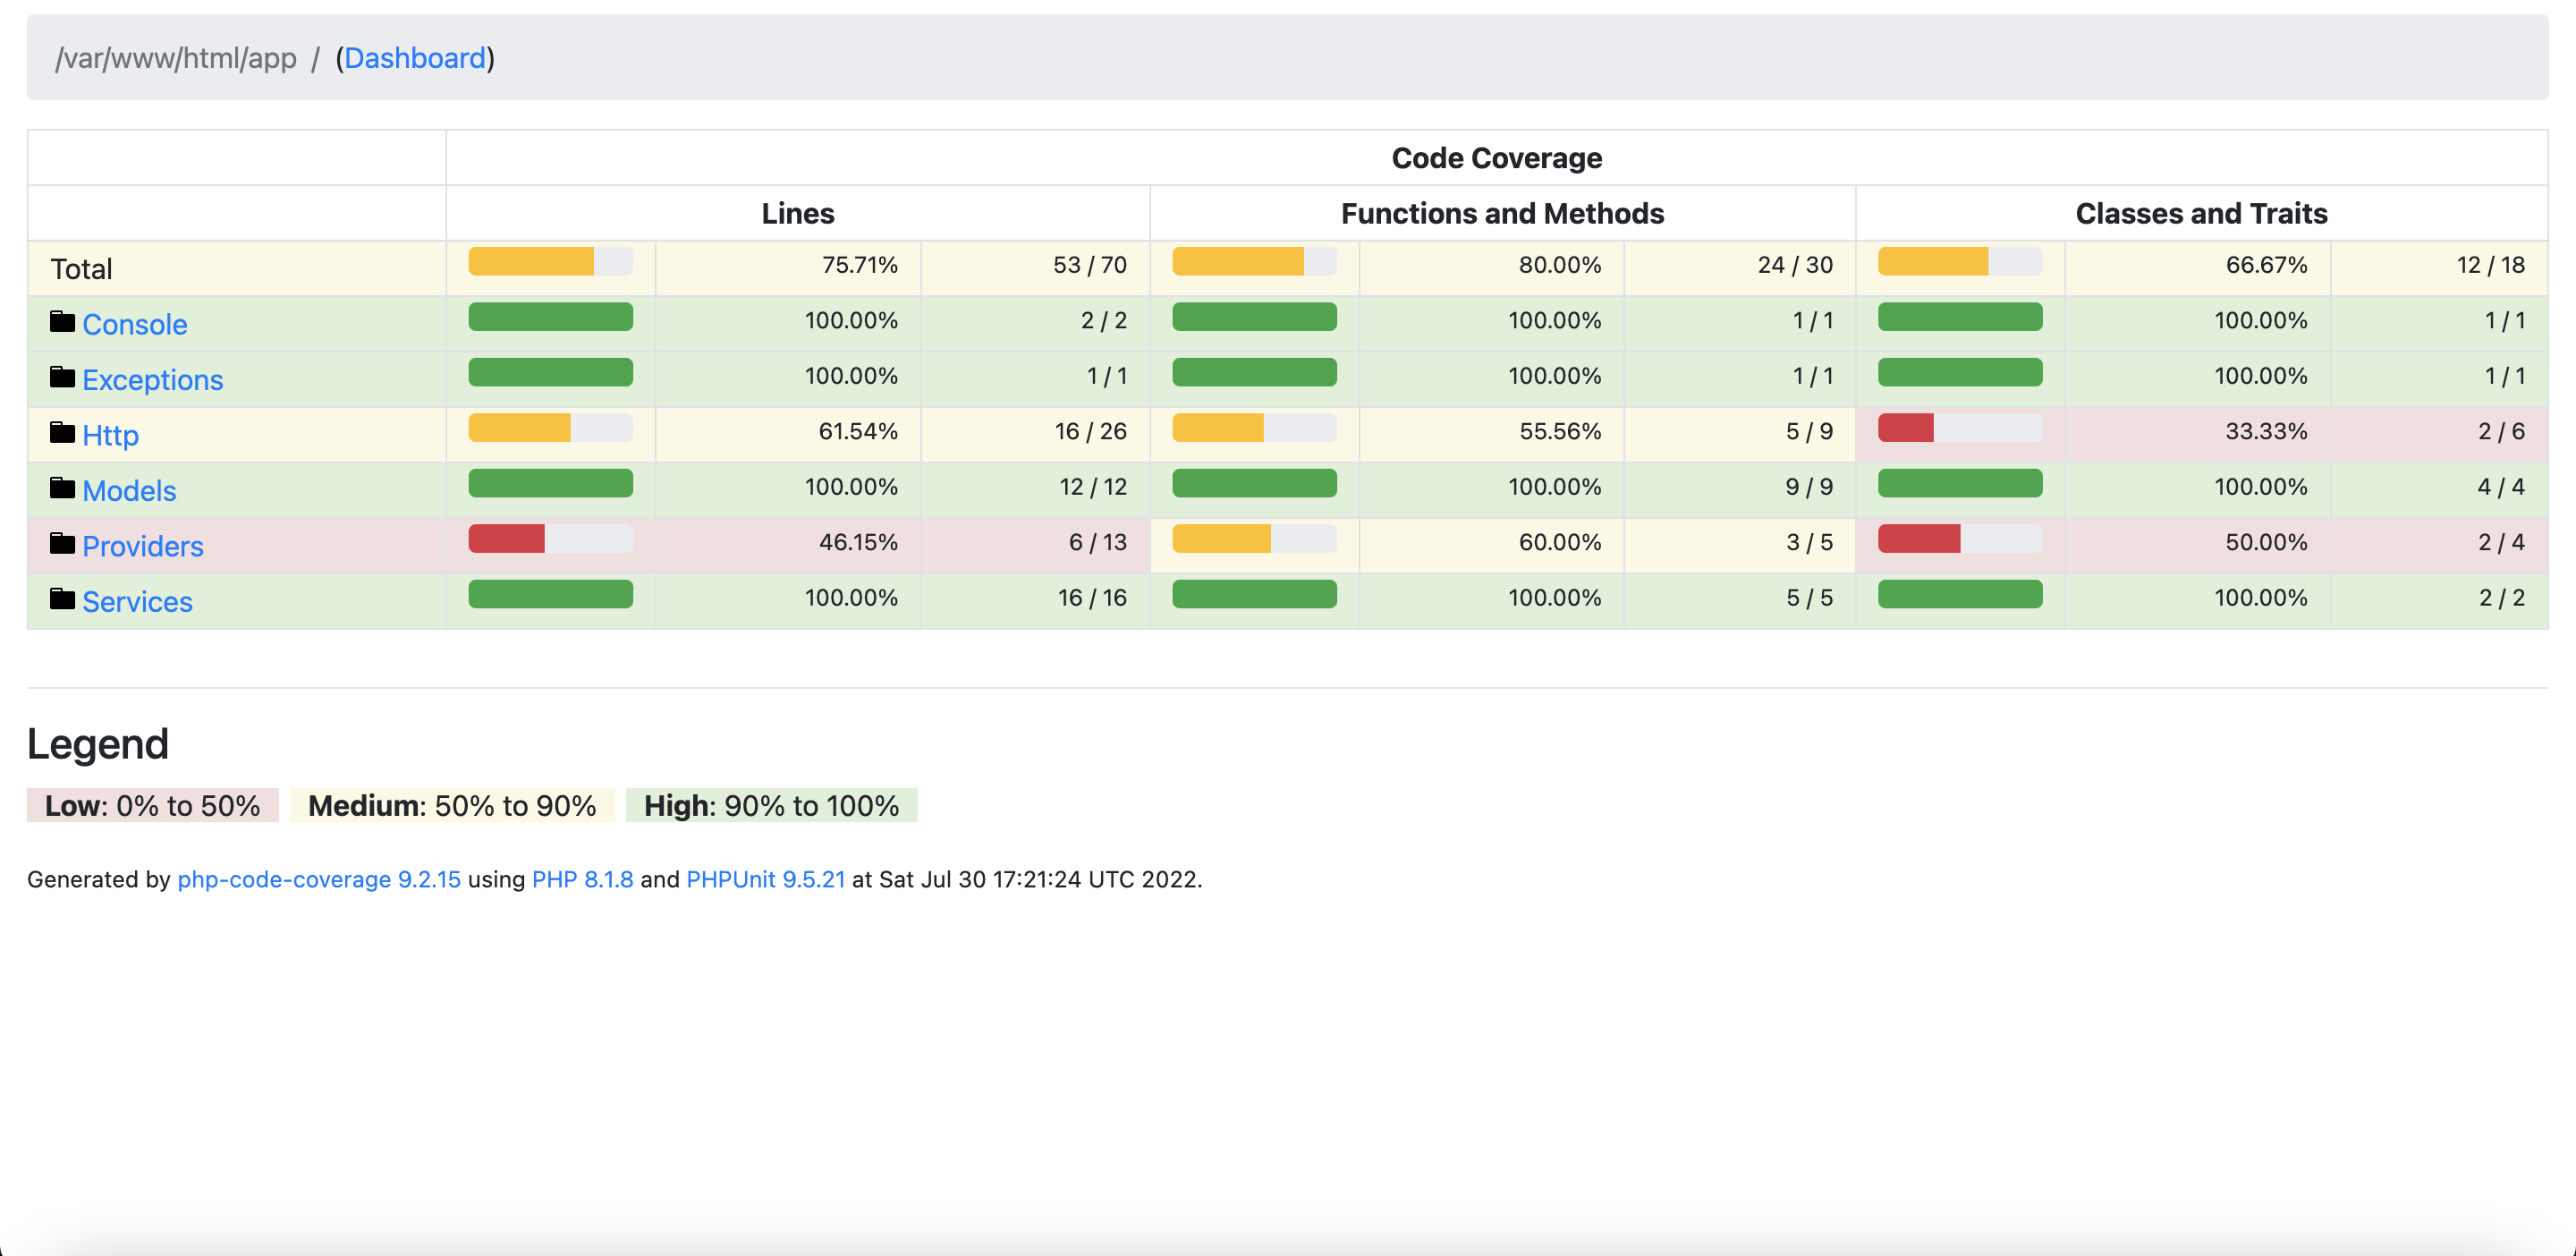 /var/www/html/app / (Dashboard)
Code Coverage
Lines Functions and Methods Classes and Traits
Total 75.71% 53 / 70 80.00% 24 / 30 66.67% 12 / 18
Console 100.00% 2 / 2 100.00% 1 / 1 100.00% 1 / 1
Exceptions 100.00% 1 / 1 100.00% 1 / 1 100.00% 1 / 1
Http 61.54% 16 / 26 55.56% 5 / 9 33.33% 2 / 6
Models 100.00% 12 / 12 100.00% 9 / 9 100.00% 4 / 4
Providers 46.15% 6 / 13 60.00% 3 / 5 50.00% 2 / 4
Services 100.00% 16 / 16 100.00% 5 / 5 100.00% 2 / 2
Legend
Low: 0% to 50% Medium: 50% to 90% High: 90% to 100%
Generated by php-code-coverage 9.2.15 using PHP 8.1.8 and PHPUnit 9.5.21 at Sat Jul 30 17:21:24 UTC 2022.